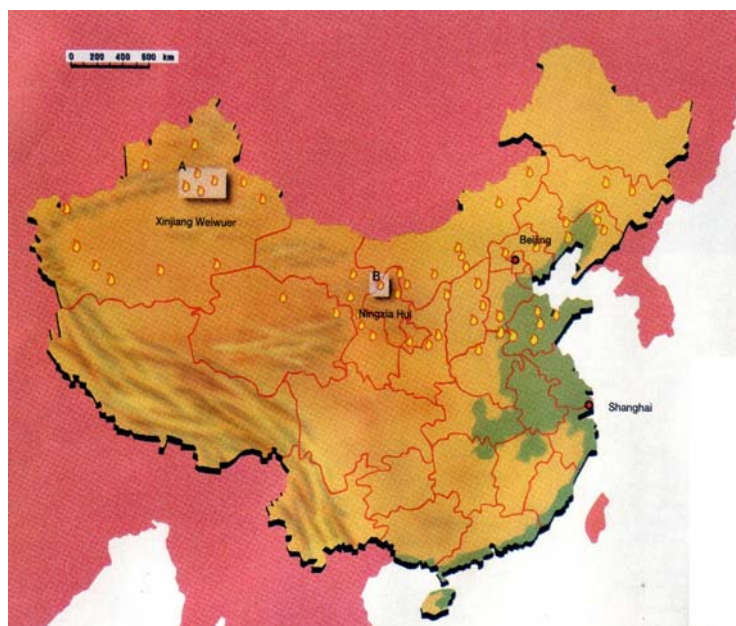 0 200 400 600 km
A
Xinjiang Weiwuer
Beijing
B
Ningxia Hui
Shanghai